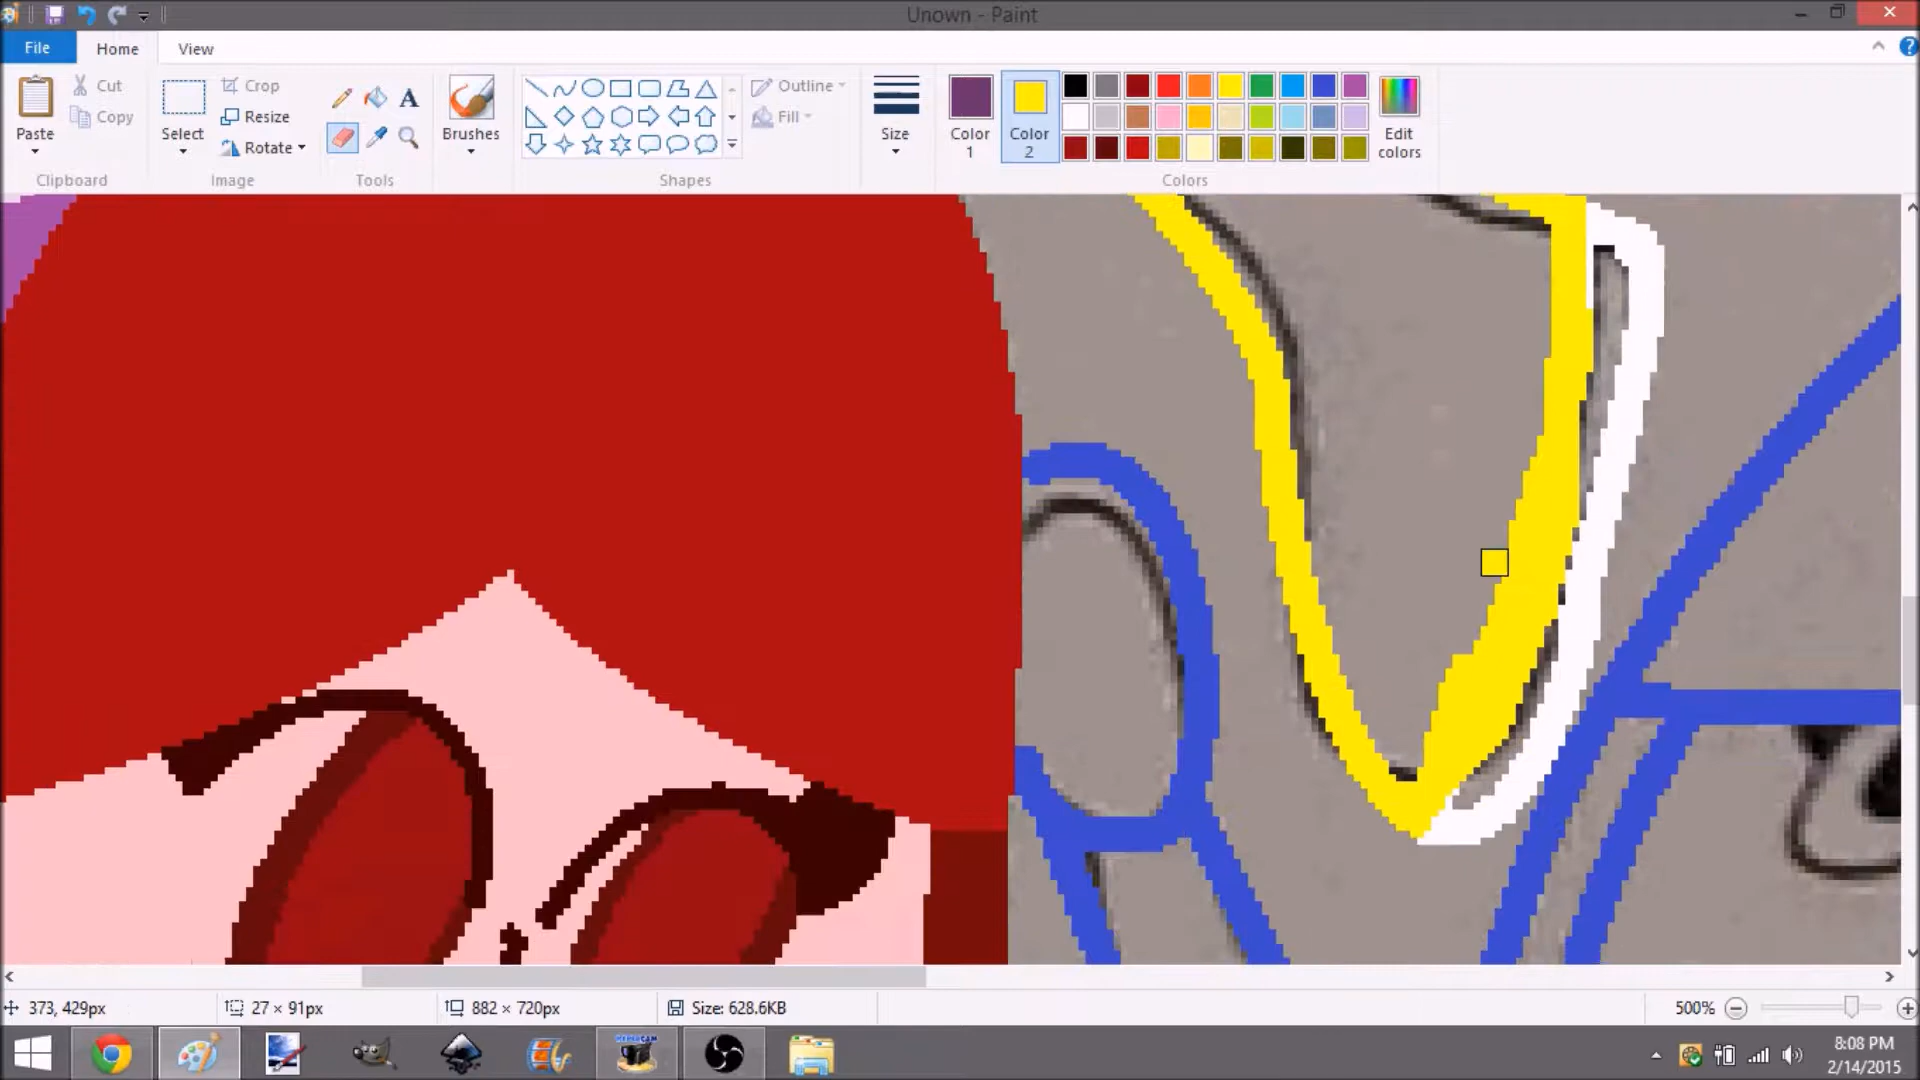 Unown - Paint
File Home View
Paste
Cut
Copy
Clipboard
Select
Crop
Resize
Rotate
Image
A
Tools
Brushes
Shapes
Outline
Fill
Size
Color 1
Color 2
Colors
Edit colors
?
373, 429px
27 × 91px
882 × 720px
Size: 628.6KB
500%
HYPERCAM
8:08 PM
2/14/2015